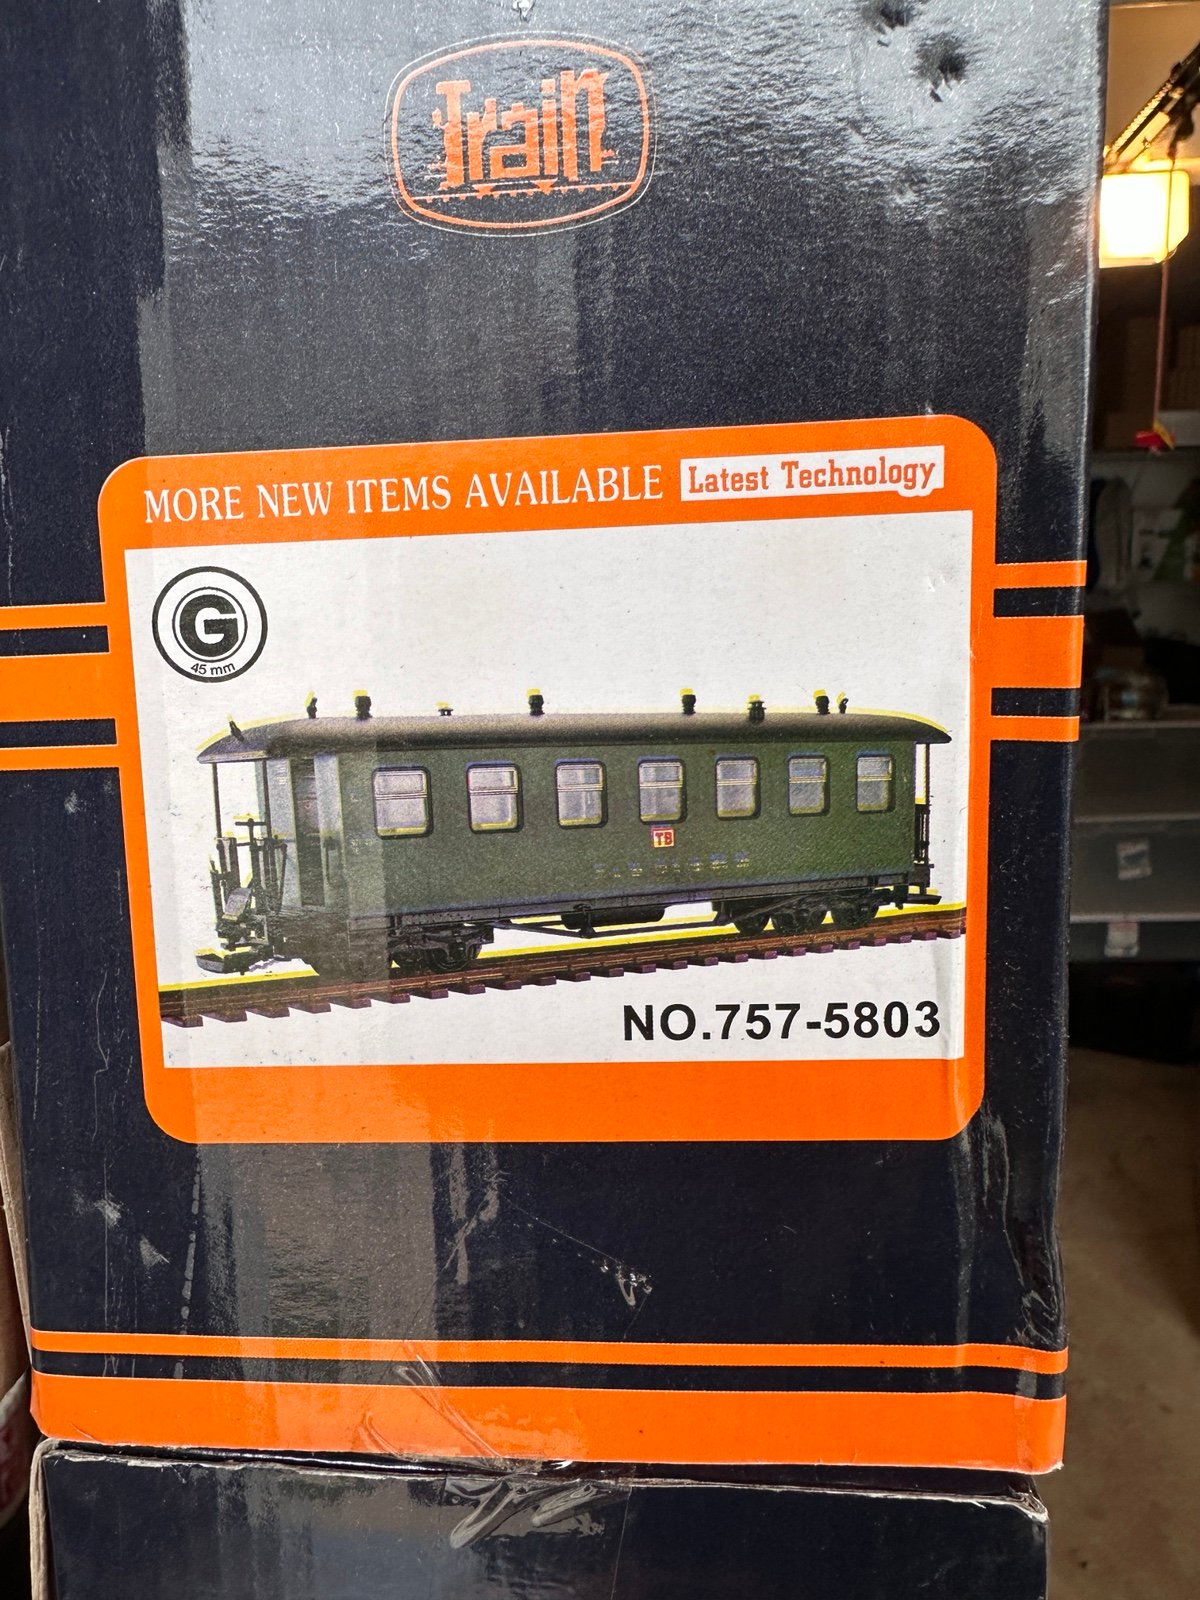 Train
MORE NEW ITEMS AVAILABLE Latest Technology
G
45 mm
TB
NO.757-5803